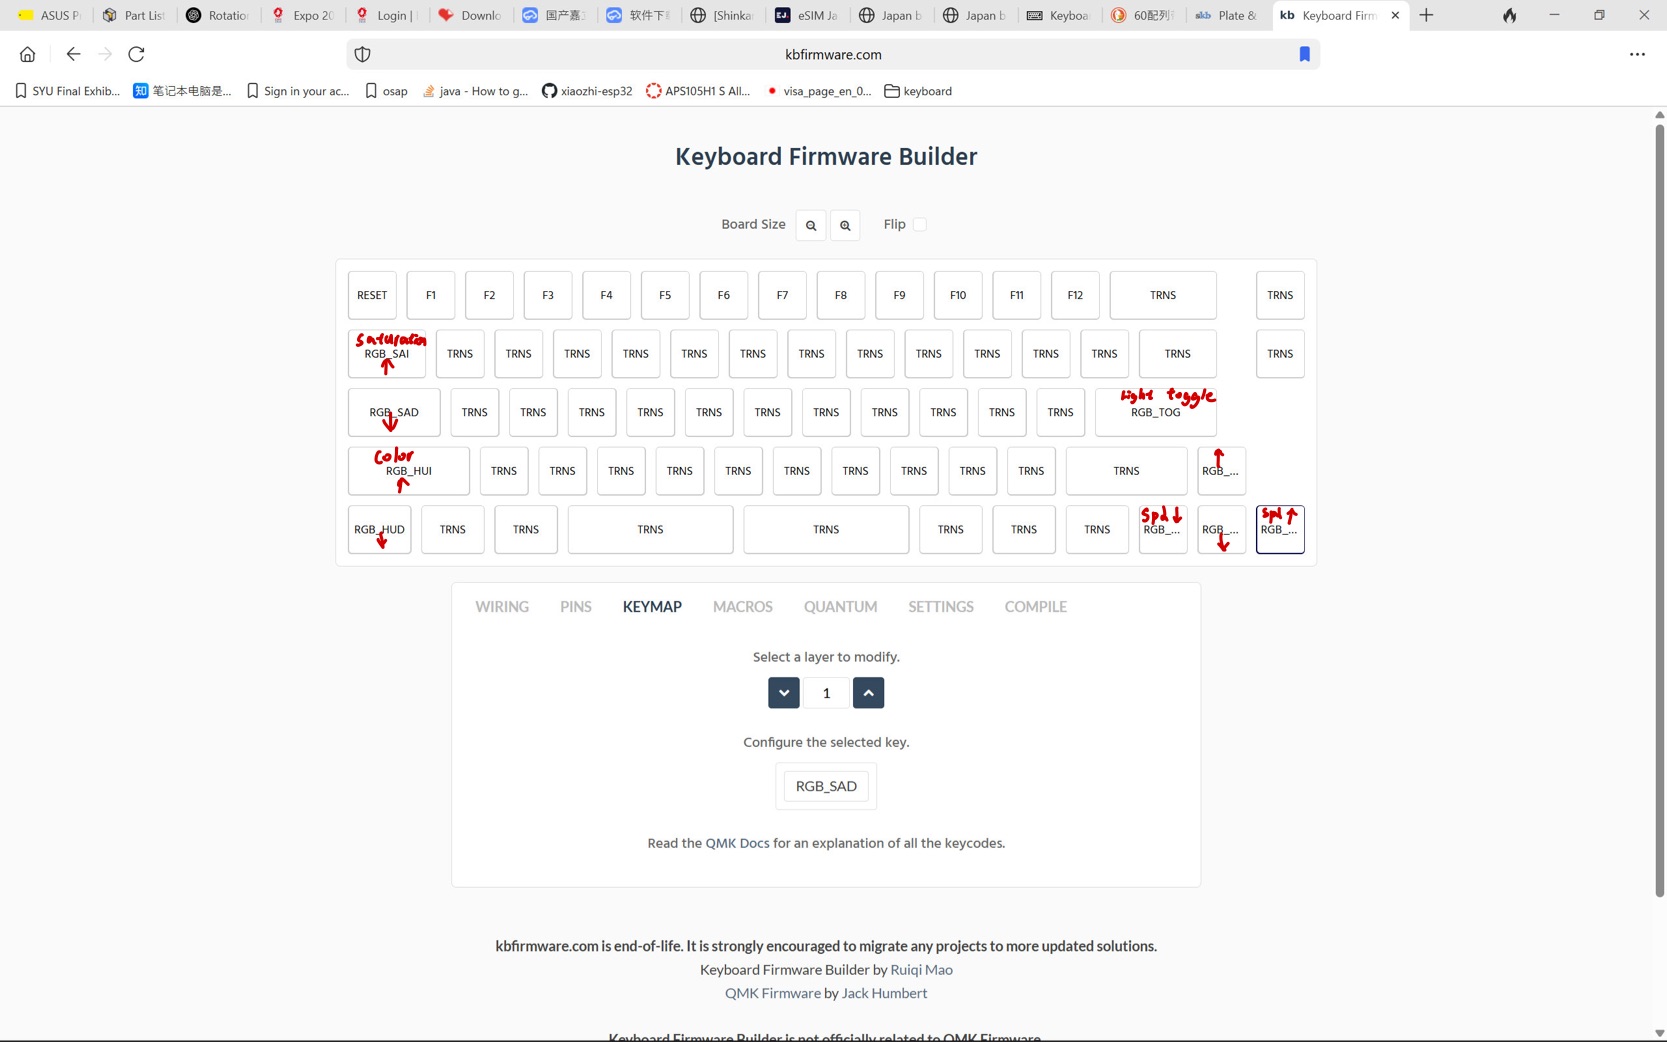 ASUS P
Part List
Rotation
Expo 20
Login |
Downlo
国产嘉
软件下
[Shinkan
eSIM Ja
Japan b
Japan b
Keyboa
60配列
Plate &
kb Keyboard Firm
kbfirmware.com
SYU Final Exhib...
知 笔记本电脑是...
Sign in your ac...
osap
java - How to g...
xiaozhi-esp32
APS105H1 S All...
visa_page_en_0...
keyboard
Keyboard Firmware Builder
Board Size
Flip
RESET F1 F2 F3 F4 F5 F6 F7 F8 F9 F10 F11 F12 TRNS TRNS
Saturation
RGB_SAI TRNS TRNS TRNS TRNS TRNS TRNS TRNS TRNS TRNS TRNS TRNS TRNS TRNS TRNS
light toggle
RGB_SAD TRNS TRNS TRNS TRNS TRNS TRNS TRNS TRNS TRNS TRNS TRNS RGB_TOG
Color
RGB_HUI TRNS TRNS TRNS TRNS TRNS TRNS TRNS TRNS TRNS TRNS TRNS RGB_...
Spd↓ Spd↑
RGB_HUD TRNS TRNS TRNS TRNS TRNS TRNS TRNS RGB_... RGB_... RGB_...
WIRING PINS KEYMAP MACROS QUANTUM SETTINGS COMPILE
Select a layer to modify.
1
Configure the selected key.
RGB_SAD
Read the QMK Docs for an explanation of all the keycodes.
kbfirmware.com is end-of-life. It is strongly encouraged to migrate any projects to more updated solutions.
Keyboard Firmware Builder by Ruiqi Mao
QMK Firmware by Jack Humbert
Keyboard Firmware Builder is not officially related to QMK Firmware.